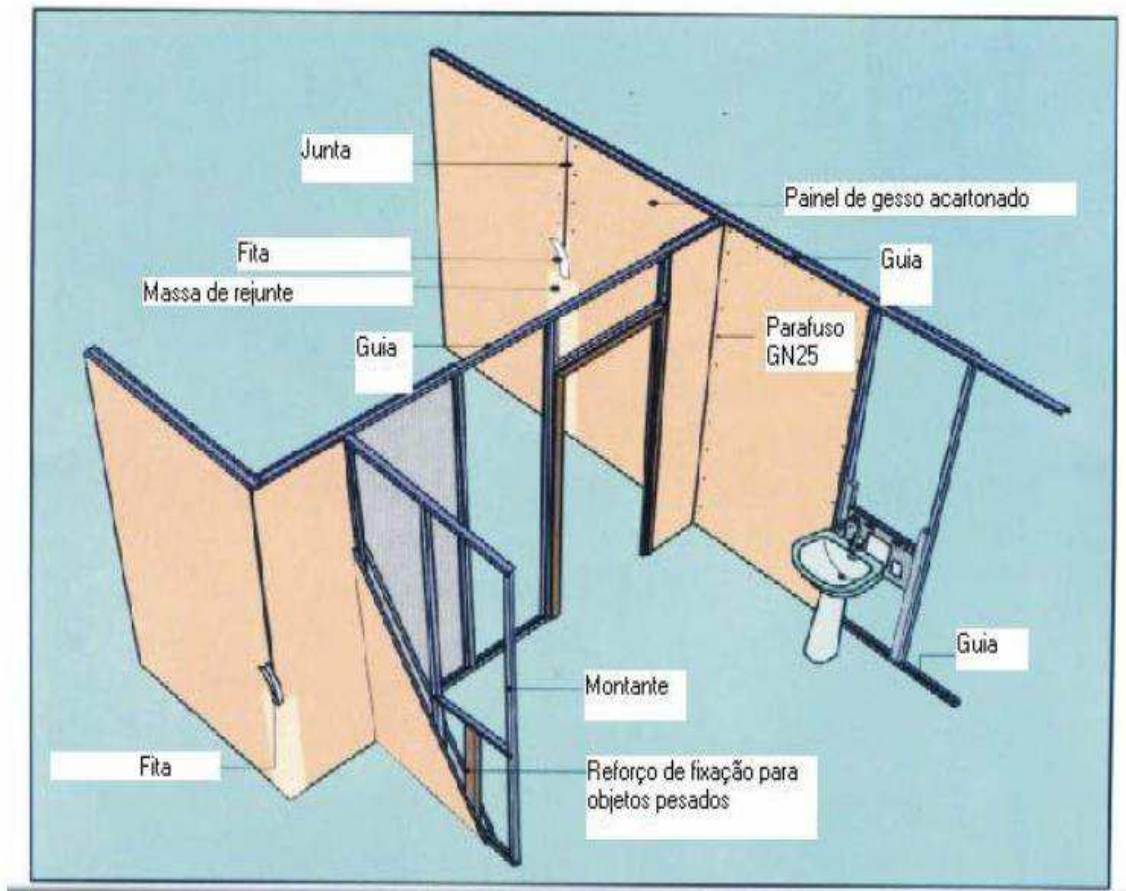 Junta
Painel de gesso acartonado
Fita
Guia
Massa de rejunte
Guia
Parafuso
GN25
Guia
Montante
Fita
Reforço de fixação para
objetos pesados